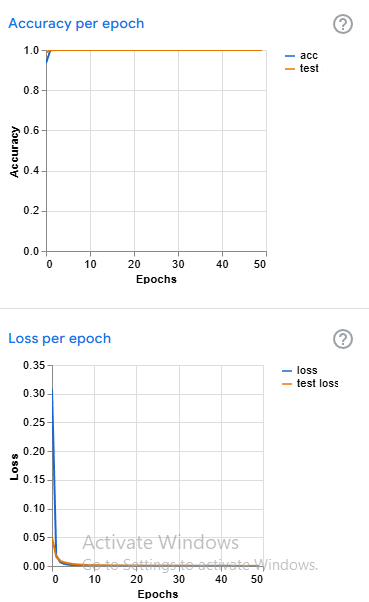 Accuracy per epoch
?
1.0
0.8
0.6
0.4
0.2
0.0
Accuracy
0 10 20 30 40 50
Epochs
acc
test
Loss per epoch
?
0.35
0.30
0.25
0.20
0.15
0.10
0.05
0.00
Loss
0 10 20 30 40 50
Epochs
loss
test loss
Activate Windows
Go to Settings to activate Windows.